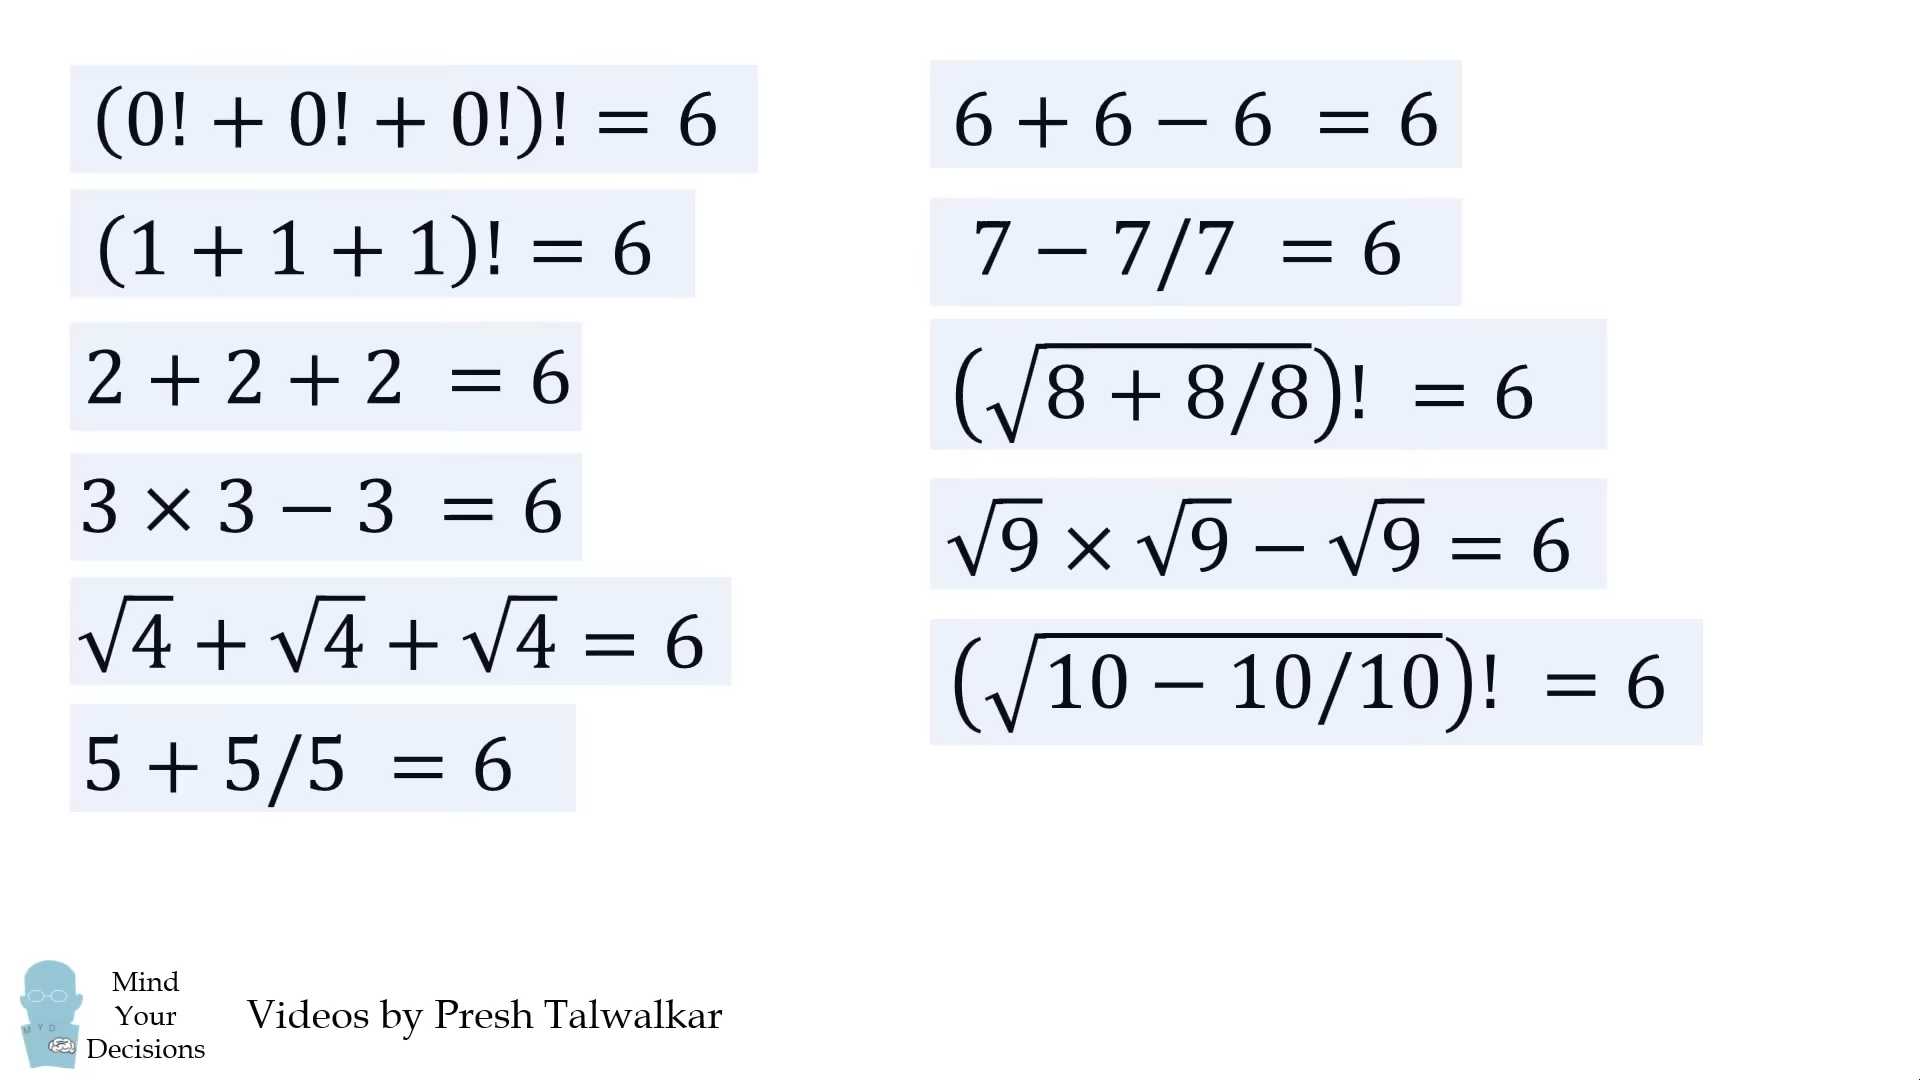 (0! + 0! + 0!)! = 6
(1 + 1 + 1)! = 6
2 + 2 + 2 = 6
3 × 3 − 3 = 6
√4 + √4 + √4 = 6
5 + 5/5 = 6
6 + 6 − 6 = 6
7 − 7/7 = 6
(√(8 + 8/8))! = 6
√9 × √9 − √9 = 6
(√(10 − 10/10))! = 6
M Y D
Mind
Your
Decisions
Videos by Presh Talwalkar